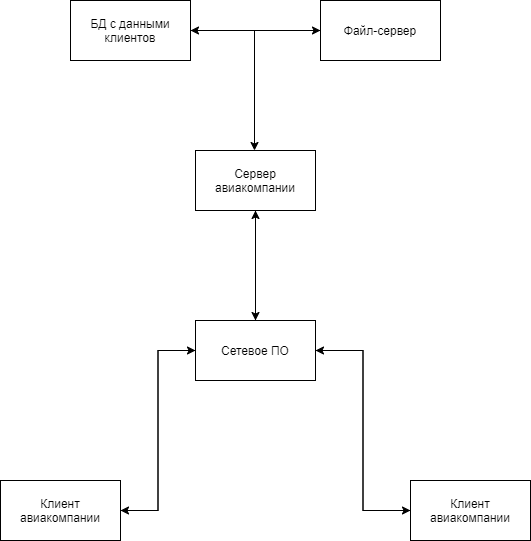 БД с данными
клиентов
Файл-сервер
Сервер
авиакомпании
Сетевое ПО
Клиент
авиакомпании
Клиент
авиакомпании